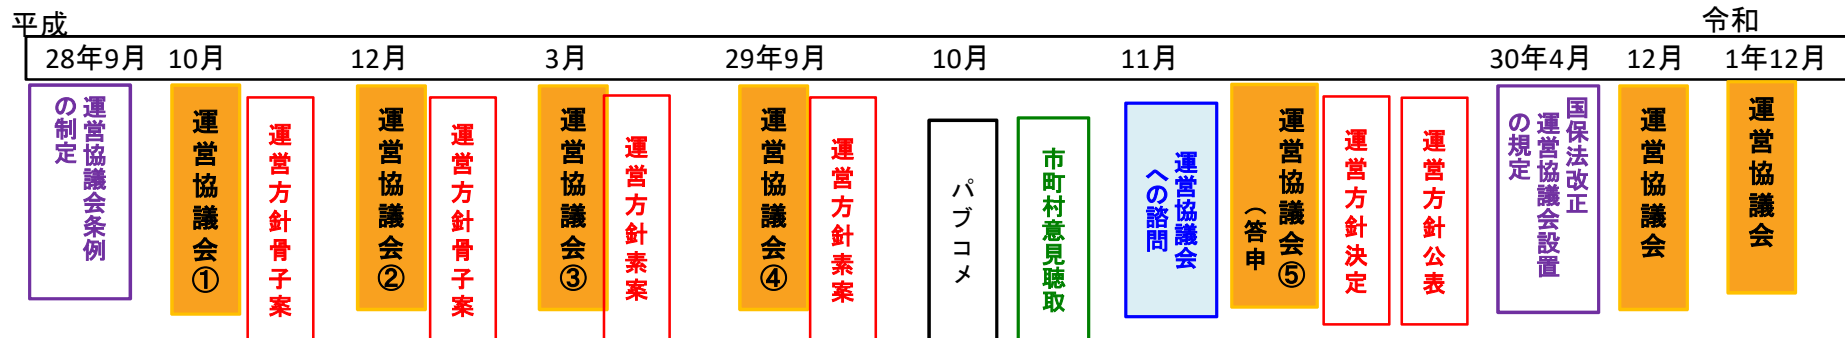 平成
令和
28年9月 10月 12月 3月 29年9月 10月 11月 30年4月 12月 1年12月
運営協議会条例
の制定
運営協議会①
運営方針骨子案
運営協議会②
運営方針骨子案
運営協議会③
運営方針素案
運営協議会④
運営方針素案
パブコメ
市町村意見聴取
運営協議会
への諮問
運営協議会⑤
（答申
運営方針決定
運営方針公表
国保法改正
運営協議会設置
の規定
運営協議会
運営協議会